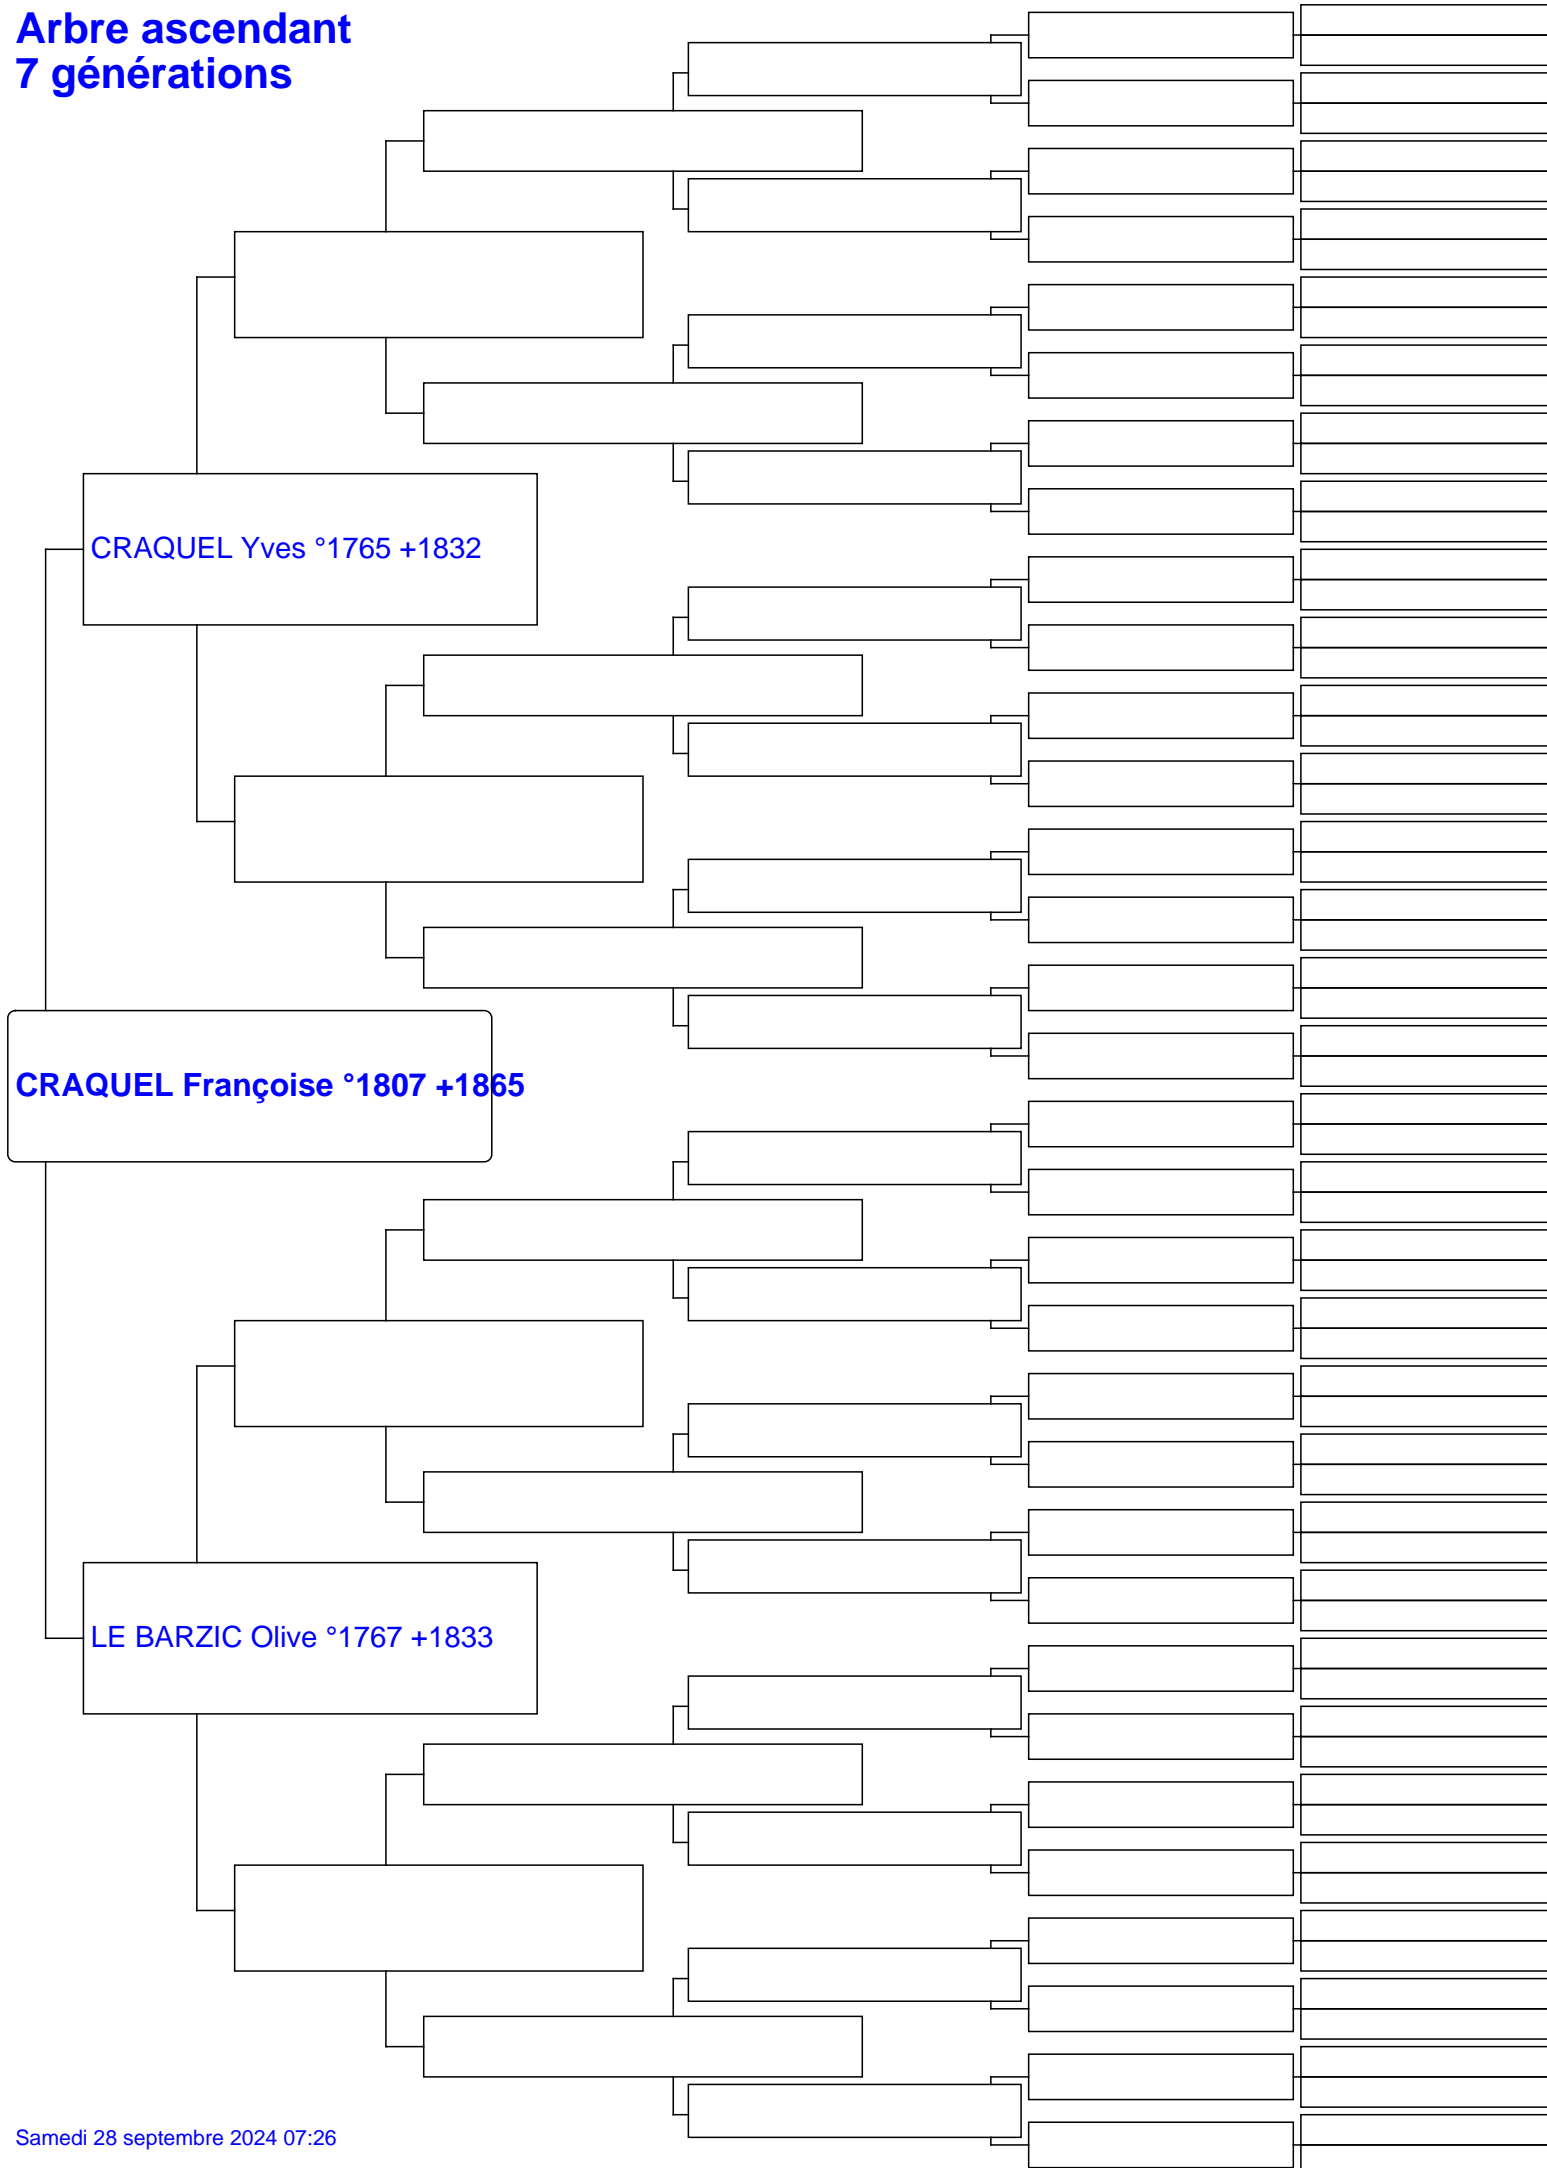 Arbre ascendant
7 générations
CRAQUEL Yves °1765 +1832
CRAQUEL Françoise °1807 +1865
LE BARZIC Olive °1767 +1833
Samedi 28 septembre 2024 07:26